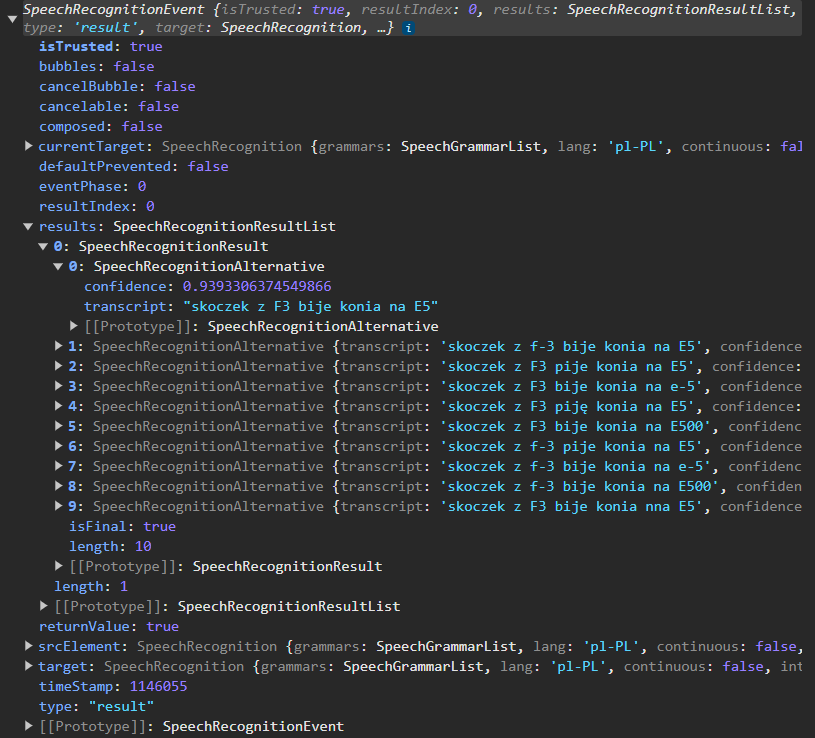 SpeechRecognitionEvent {isTrusted: true, resultIndex: 0, results: SpeechRecognitionResultList,
type: 'result', target: SpeechRecognition, …} i
isTrusted: true
bubbles: false
cancelBubble: false
cancelable: false
composed: false
currentTarget: SpeechRecognition {grammars: SpeechGrammarList, lang: 'pl-PL', continuous: fal
defaultPrevented: false
eventPhase: 0
resultIndex: 0
results: SpeechRecognitionResultList
0: SpeechRecognitionResult
0: SpeechRecognitionAlternative
confidence: 0.9393306374549866
transcript: "skoczek z F3 bije konia na E5"
[[Prototype]]: SpeechRecognitionAlternative
1: SpeechRecognitionAlternative {transcript: 'skoczek z f-3 bije konia na E5', confidence
2: SpeechRecognitionAlternative {transcript: 'skoczek z F3 pije konia na E5', confidence:
3: SpeechRecognitionAlternative {transcript: 'skoczek z F3 bije konia na e-5', confidence
4: SpeechRecognitionAlternative {transcript: 'skoczek z F3 piję konia na E5', confidence:
5: SpeechRecognitionAlternative {transcript: 'skoczek z F3 bije konia na E500', confidenc
6: SpeechRecognitionAlternative {transcript: 'skoczek z f-3 pije konia na E5', confidence
7: SpeechRecognitionAlternative {transcript: 'skoczek z f-3 bije konia na e-5', confidenc
8: SpeechRecognitionAlternative {transcript: 'skoczek z f-3 bije konia na E500', confiden
9: SpeechRecognitionAlternative {transcript: 'skoczek z F3 bije konia nna E5', confidence
isFinal: true
length: 10
[[Prototype]]: SpeechRecognitionResult
length: 1
[[Prototype]]: SpeechRecognitionResultList
returnValue: true
srcElement: SpeechRecognition {grammars: SpeechGrammarList, lang: 'pl-PL', continuous: false,
target: SpeechRecognition {grammars: SpeechGrammarList, lang: 'pl-PL', continuous: false, int
timeStamp: 1146055
type: "result"
[[Prototype]]: SpeechRecognitionEvent